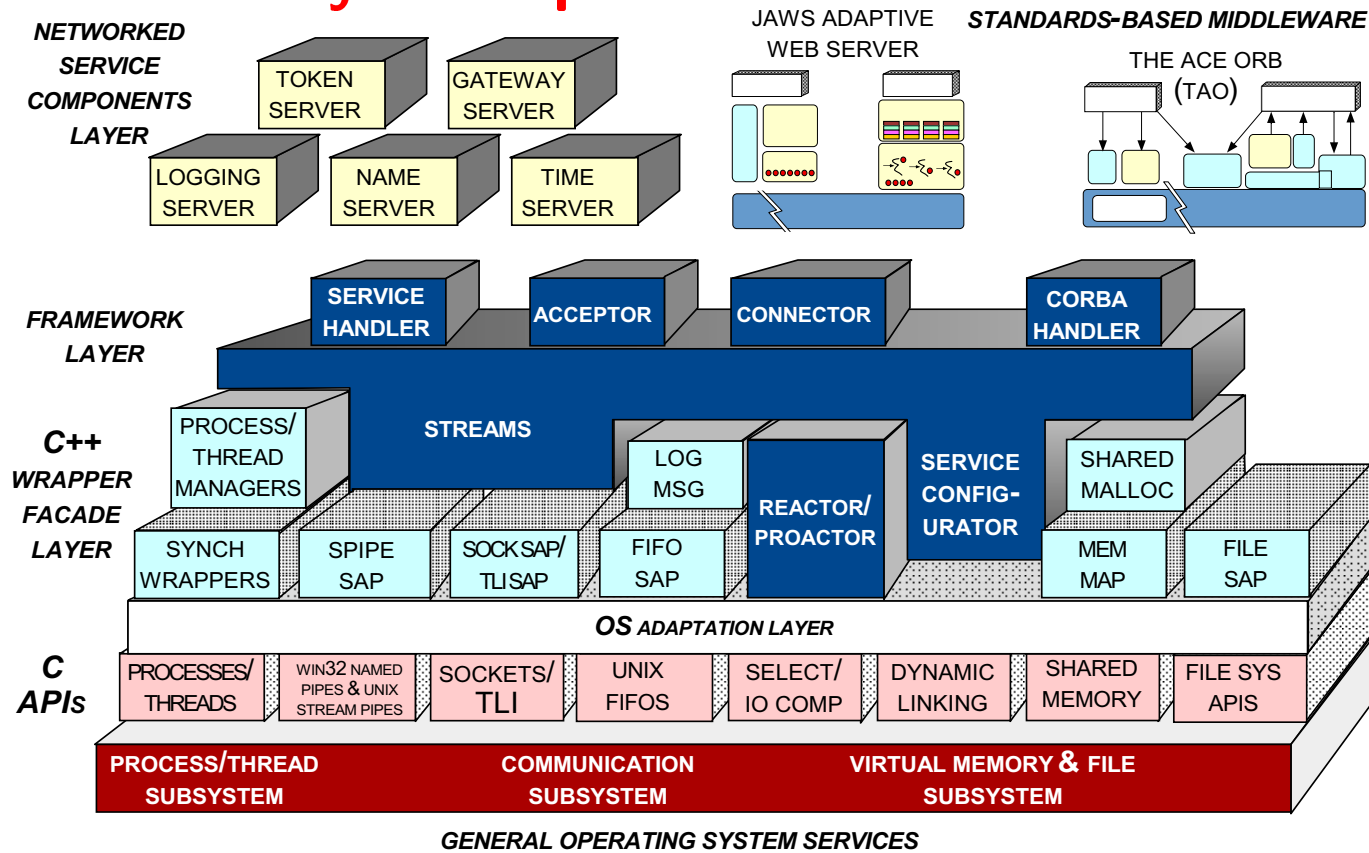 NETWORKED
SERVICE
COMPONENTS
LAYER
TOKEN
SERVER
GATEWAY
SERVER
LOGGING
SERVER
NAME
SERVER
TIME
SERVER
JAWS ADAPTIVE
WEB SERVER
STANDARDS-BASED MIDDLEWARE
THE ACE ORB
(TAO)
FRAMEWORK
LAYER
SERVICE
HANDLER
ACCEPTOR
CONNECTOR
CORBA
HANDLER
STREAMS
C++
WRAPPER
FACADE
LAYER
PROCESS/
THREAD
MANAGERS
LOG
MSG
REACTOR/
PROACTOR
SERVICE
CONFIG-
URATOR
SHARED
MALLOC
SYNCH
WRAPPERS
SPIPE
SAP
SOCK SAP/
TLI SAP
FIFO
SAP
MEM
MAP
FILE
SAP
OS ADAPTATION LAYER
C
APIS
PROCESSES/
THREADS
WIN32 NAMED
PIPES & UNIX
STREAM PIPES
SOCKETS/
TLI
UNIX
FIFOS
SELECT/
IO COMP
DYNAMIC
LINKING
SHARED
MEMORY
FILE SYS
APIS
PROCESS/THREAD
SUBSYSTEM
COMMUNICATION
SUBSYSTEM
VIRTUAL MEMORY & FILE
SUBSYSTEM
GENERAL OPERATING SYSTEM SERVICES